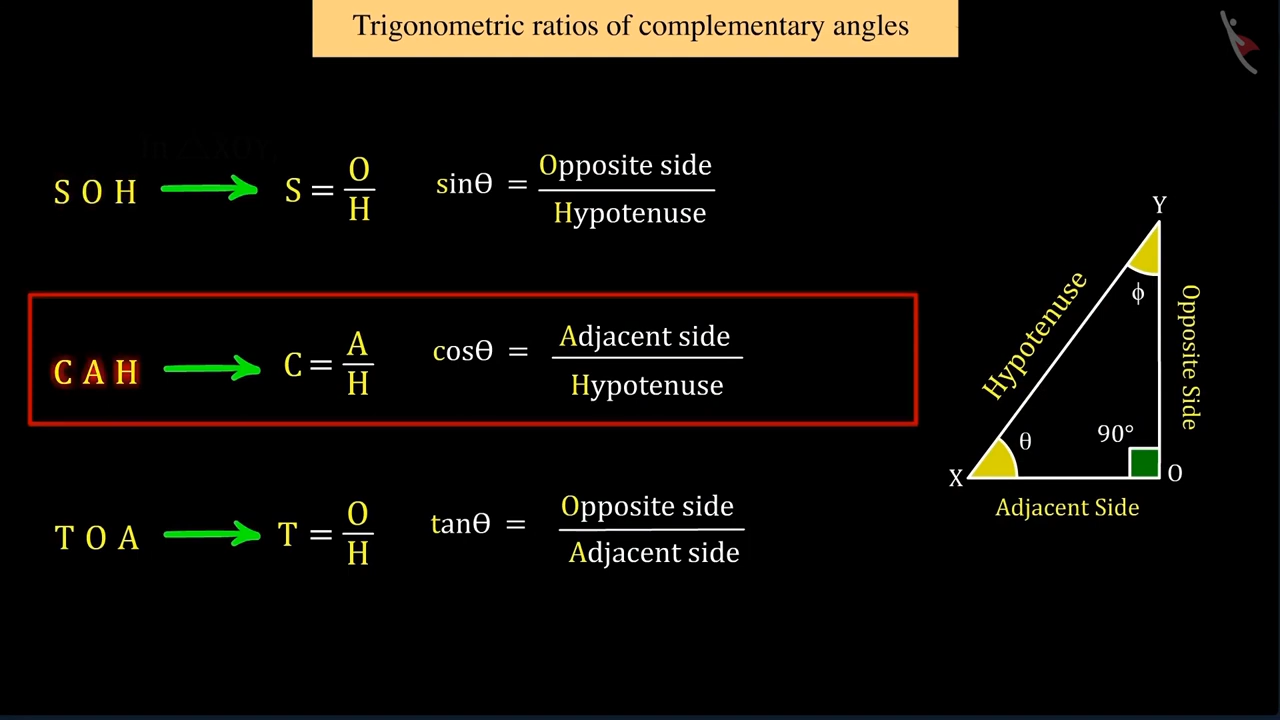 Trigonometric ratios of complementary angles
S O H → S = O/H sinθ = Opposite side/Hypotenuse
C A H → C = A/H cosθ = Adjacent side/Hypotenuse
T O A → T = O/H tanθ = Opposite side/Adjacent side
Y
ϕ
Hypotenuse
Opposite Side
θ
90°
X
O
Adjacent Side